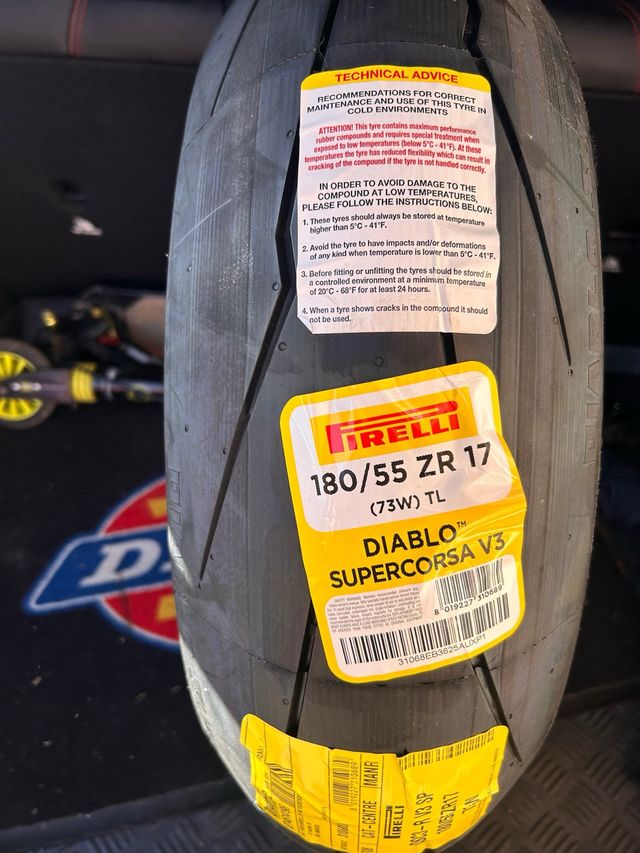 TECHNICAL ADVICE
RECOMMENDATIONS FOR CORRECT
MAINTENANCE AND USE OF THIS TYRE IN
COLD ENVIRONMENTS
ATTENTION! This tyre contains maximum performance
rubber compounds and requires special treatment when
exposed to low temperatures (below 5°C - 41°F). At these
temperatures the tyre has reduced flexibility which can result in
cracking of the compound if the tyre is not handled correctly.
IN ORDER TO AVOID DAMAGE TO THE
COMPOUND AT LOW TEMPERATURES,
PLEASE FOLLOW THE INSTRUCTIONS BELOW:
1. These tyres should always be stored at temperature
higher than 5°C - 41°F.
2. Avoid the tyre to have impacts and/or deformations
of any kind when temperature is lower than 5°C - 41°F.
3. Before fitting or unfitting the tyres should be stored in
a controlled environment at a minimum temperature
of 20°C - 68°F for at least 24 hours.
4. When a tyre shows cracks in the compound it should
not be used.
PIRELLI
180/55 ZR 17
(73W) TL
DIABLO™
SUPERCORSA V3
8 019227 310689
31068EB3625AUXP1
CAT-CENTRE MANR
PIRELLI
V3 SP
180/55ZR17